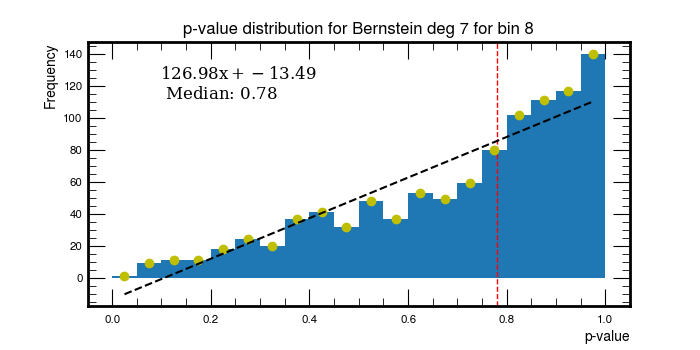 p-value distribution for Bernstein deg 7 for bin 8
Frequency
140
120
100
80
60
40
20
0
126.98x + −13.49
Median: 0.78
0.0 0.2 0.4 0.6 0.8 1.0
p-value